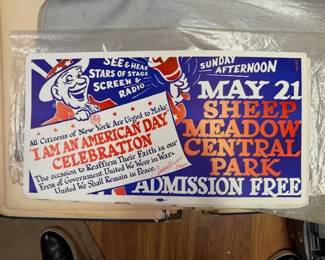 SEE & HEAR
STARS OF STAGE
SCREEN &
RADIO
SUNDAY
AFTERNOON
MAY 21
SHEEP
MEADOW
CENTRAL
PARK
ADMISSION FREE
All Citizens of New York Are Urged to Make
"I AM AN AMERICAN DAY
CELEBRATION
The occasion to Reaffirm Their Faith in our
Form of Government United We Were in War.
United We Shall Remain in Peace.